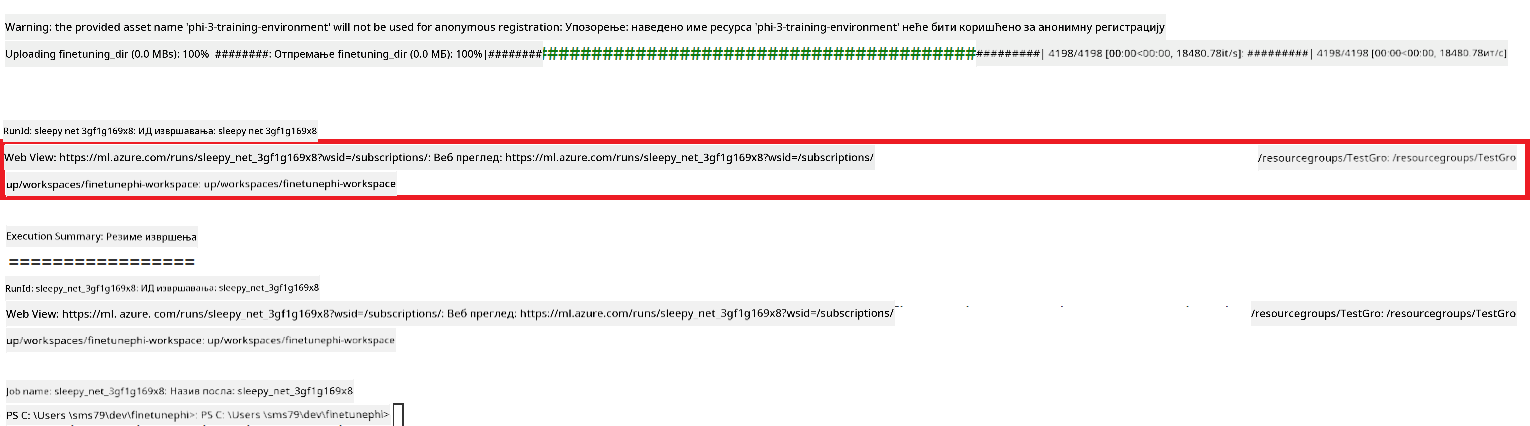 Warning: the provided asset name 'phi-3-training-environment' will not be used for anonymous registration: Упозорење: наведено име ресурса 'phi-3-training-environment' неће бити коришћено за анонимну регистрацију
Uploading finetuning_dir (0.0 MBs): 100% ########: Отпремање finetuning_dir (0.0 МБ): 100%|############################################################| 4198/4198 [00:00<00:00, 18480.78it/s]: #########| 4198/4198 [00:00<00:00, 18480.78ит/с]
RunId: sleepy net 3gf1g169x8: ИД извршавања: sleepy net 3gf1g169x8
Web View: https://ml.azure.com/runs/sleepy_net_3gf1g169x8?wsid=/subscriptions/: Веб преглед: https://ml.azure.com/runs/sleepy_net_3gf1g169x8?wsid=/subscriptions/ /resourcegroups/TestGro: /resourcegroups/TestGro
up/workspaces/finetunephi-workspace: up/workspaces/finetunephi-workspace
Execution Summary: Резиме извршења
=================
RunId: sleepy_net_3gf1g169x8: ИД извршавања: sleepy_net_3gf1g169x8
Web View: https://ml. azure. com/runs/sleepy_net_3gf1g169x8?wsid=/subscriptions/: Веб преглед: https://ml.azure.com/runs/sleepy_net_3gf1g169x8?wsid=/subscriptions/ /resourcegroups/TestGro: /resourcegroups/TestGro
up/workspaces/finetunephi-workspace: up/workspaces/finetunephi-workspace
Job name: sleepy_net_3gf1g169x8: Назив посла: sleepy_net_3gf1g169x8
PS C: \Users \sms79\dev\finetunephi>: PS C: \Users \sms79\dev\finetunephi>